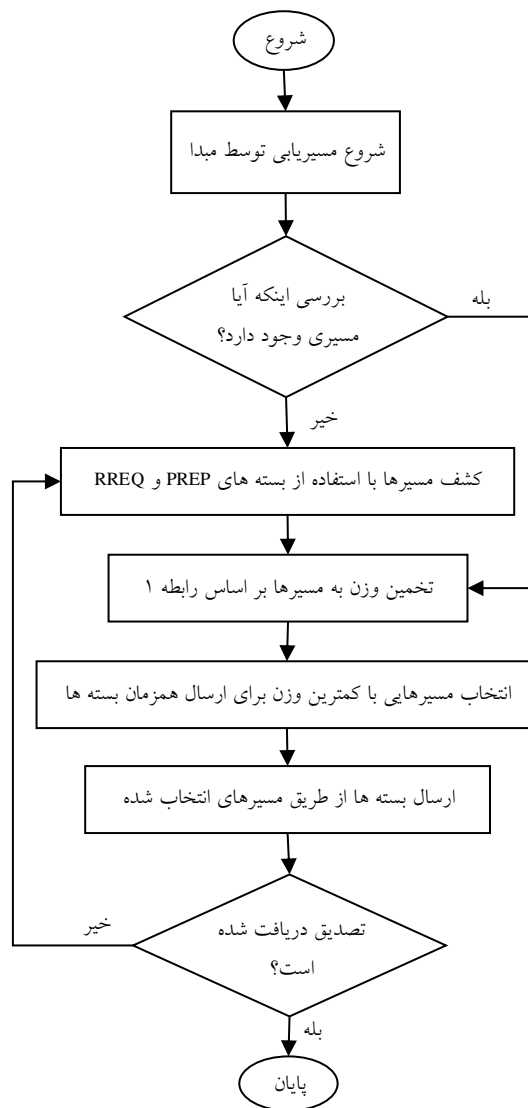 شروع
شروع مسیریابی توسط مبدا
بررسی اینکه آیا
مسیری وجود دارد؟
بله
خیر
کشف مسیرها با استفاده از بسته های PREP و RREQ
تخمین وزن به مسیرها بر اساس رابطه ۱
انتخاب مسیرهایی با کمترین وزن برای ارسال همزمان بسته ها
ارسال بسته ها از طریق مسیرهای انتخاب شده
تصدیق دریافت شده
است؟
خیر
بله
پایان